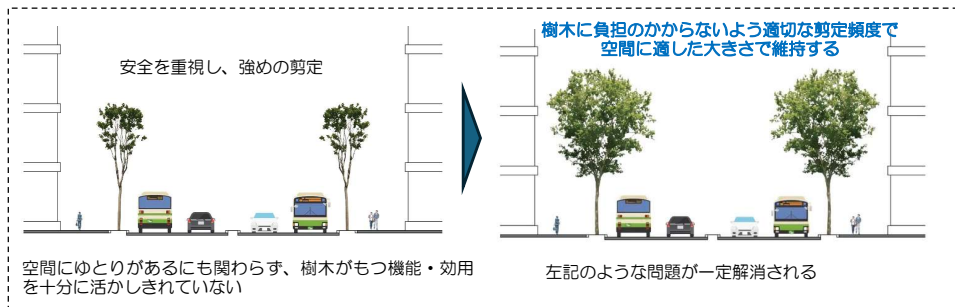 安全を重視し、強めの剪定
空間にゆとりがあるにも関わらず、樹木がもつ機能・効用
を十分に活かしきれていない
樹木に負担のかからないよう適切な剪定頻度で
空間に適した大きさで維持する
左記のような問題が一定解消される